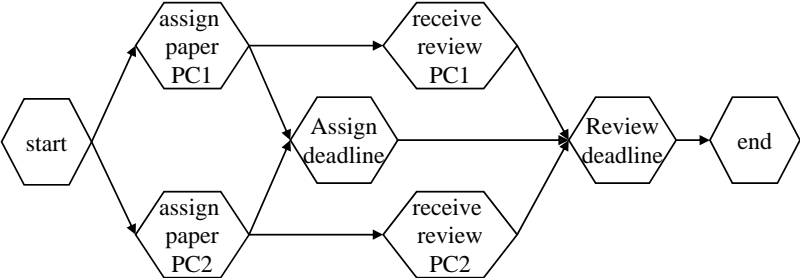 start
assign
paper
PC1
assign
paper
PC2
Assign
deadline
receive
review
PC1
receive
review
PC2
Review
deadline
end